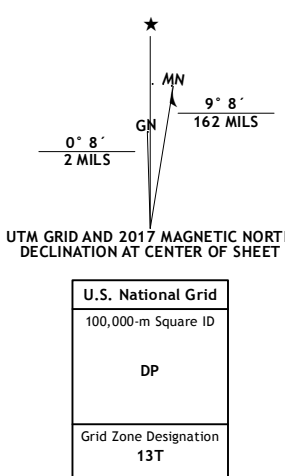 MN
GN
9° 8´
162 MILS
0° 8´
2 MILS
UTM GRID AND 2017 MAGNETIC NORT
DECLINATION AT CENTER OF SHEET
U.S. National Grid
100,000-m Square ID
DP
Grid Zone Designation
13T